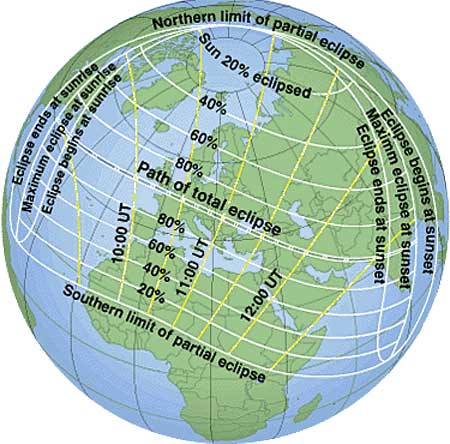 Northern limit of partial eclipse
Sun 20% eclipsed
40%
60%
80%
Path of total eclipse
80%
60%
40%
20%
Southern limit of partial eclipse
Eclipse ends at sunrise
Maximum eclipse at sunrise
Eclipse begins at sunrise
10:00 UT
11:00 UT
12:00 UT
Eclipse begins at sunset
Maximum eclipse at sunset
Eclipse ends at sunset